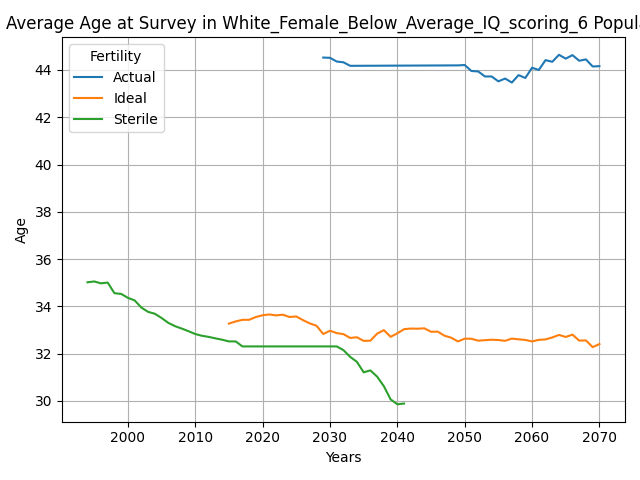 Average Age at Survey in White_Female_Below_Average_IQ_scoring_6 Popul
Fertility
Actual
Ideal
Sterile
Age
44
42
40
38
36
34
32
30
2000 2010 2020 2030 2040 2050 2060 2070
Years